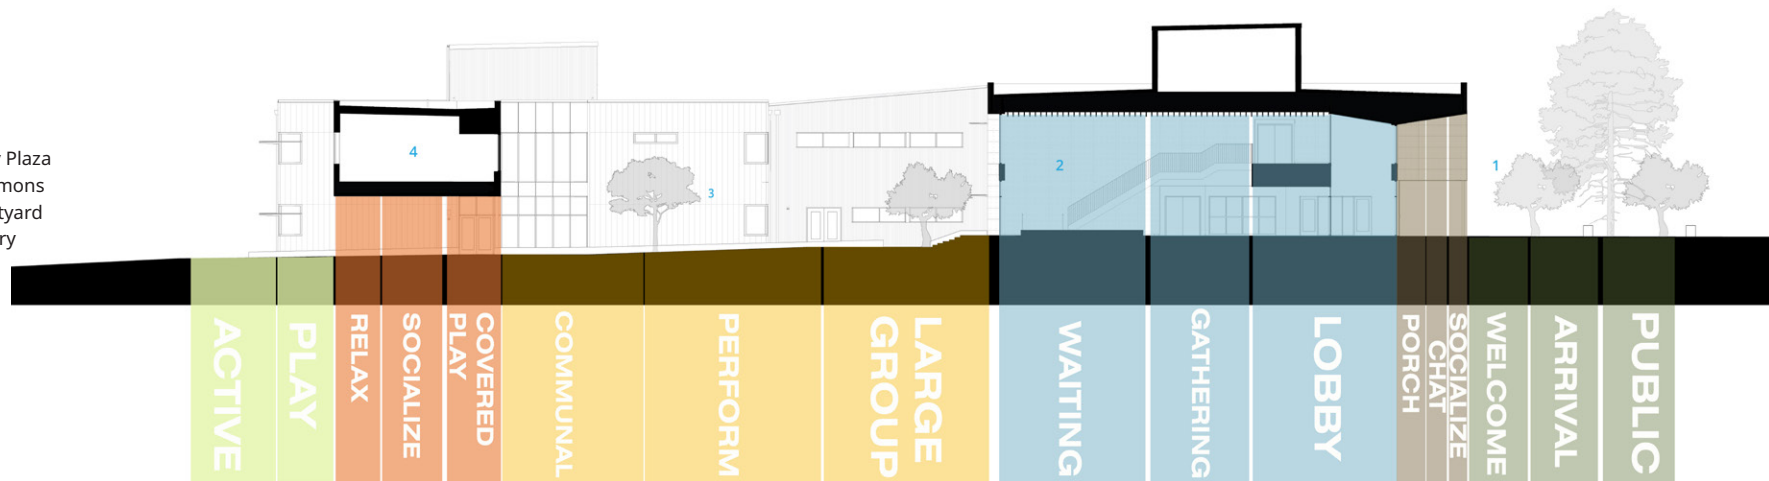 Plaza
mons
tyard
ry
4
3
2
1
ACTIVE
PLAY
RELAX
SOCIALIZE
COVERED
PLAY
COMMUNAL
PERFORM
LARGE
GROUP
WAITING
GATHERING
LOBBY
PORCH
CHAT
SOCIALIZE
WELCOME
ARRIVAL
PUBLIC